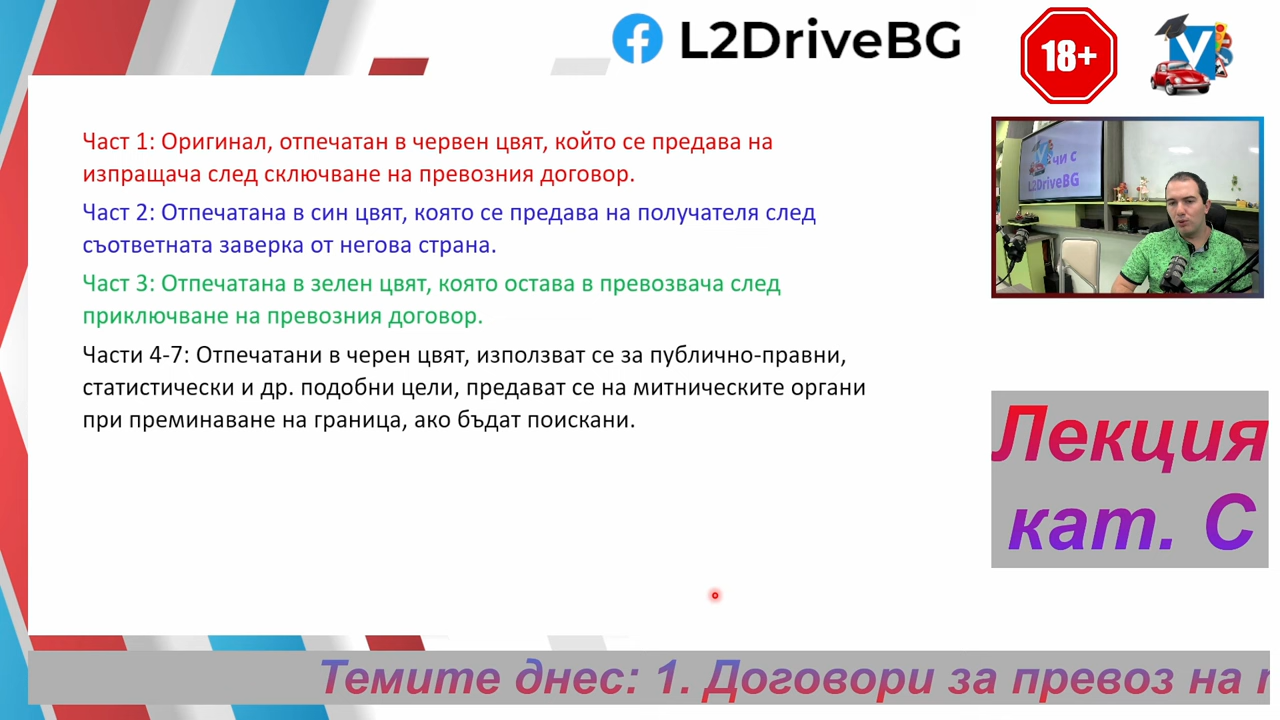 L2DriveBG
18+
Част 1: Оригинал, отпечатан в червен цвят, който се предава на
изпращача след сключване на превозния договор.
Част 2: Отпечатана в син цвят, която се предава на получателя след
съответната заверка от негова страна.
Част 3: Отпечатана в зелен цвят, която остава в превозвача след
приключване на превозния договор.
Части 4-7: Отпечатани в черен цвят, използват се за публично-правни,
статистически и др. подобни цели, предават се на митническите органи
при преминаване на граница, ако бъдат поискани.
чи с
L2DriveBG
Лекция
кат. C
Темите днес: 1. Договори за превоз на